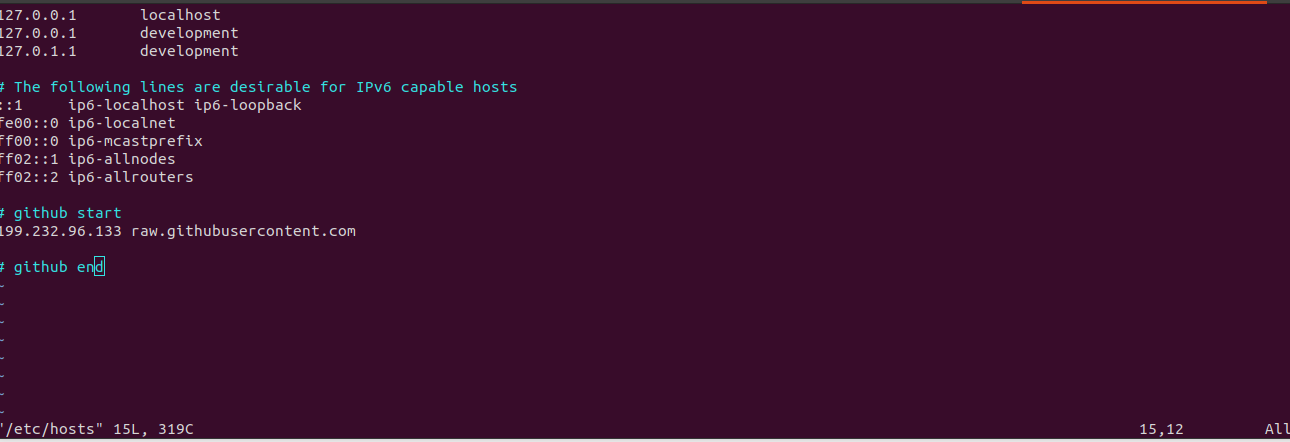 127.0.0.1       localhost
127.0.0.1       development
127.0.1.1       development
# The following lines are desirable for IPv6 capable hosts
::1     ip6-localhost ip6-loopback
fe00::0 ip6-localnet
ff00::0 ip6-mcastprefix
ff02::1 ip6-allnodes
ff02::2 ip6-allrouters
# github start
199.232.96.133 raw.githubusercontent.com
# github end
~
~
~
~
~
~
~
~
"/etc/hosts" 15L, 319C                                        15,12         All